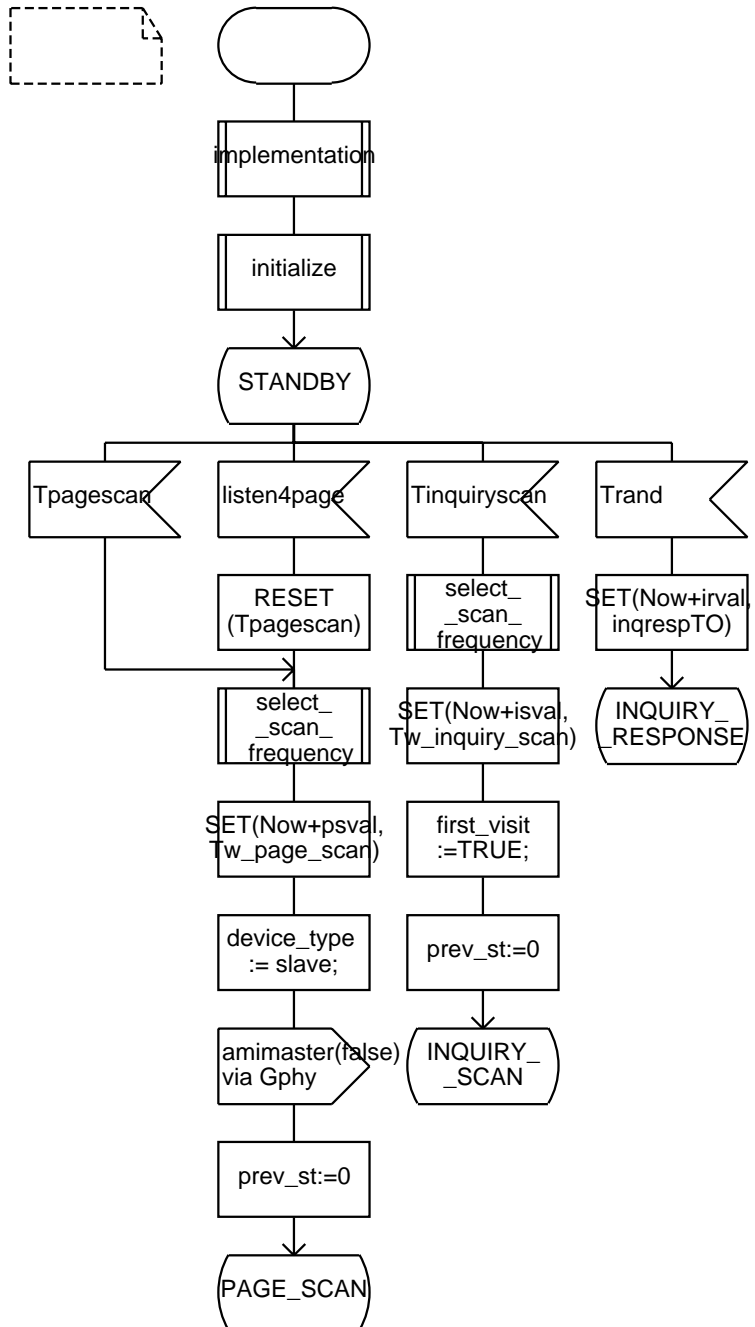 implementation
initialize
STANDBY
Tpagescan
listen4page
Tinquiryscan
Trand
RESET
(Tpagescan)
select_
_scan_
frequency
SET(Now+irval,
inqrespTO)
select_
_scan_
frequency
SET(Now+isval,
Tw_inquiry_scan)
INQUIRY_
_RESPONSE
SET(Now+psval,
Tw_page_scan)
first_visit
:=TRUE;
device_type
:= slave;
prev_st:=0
amimaster(false)
via Gphy
INQUIRY_
_SCAN
prev_st:=0
PAGE_SCAN